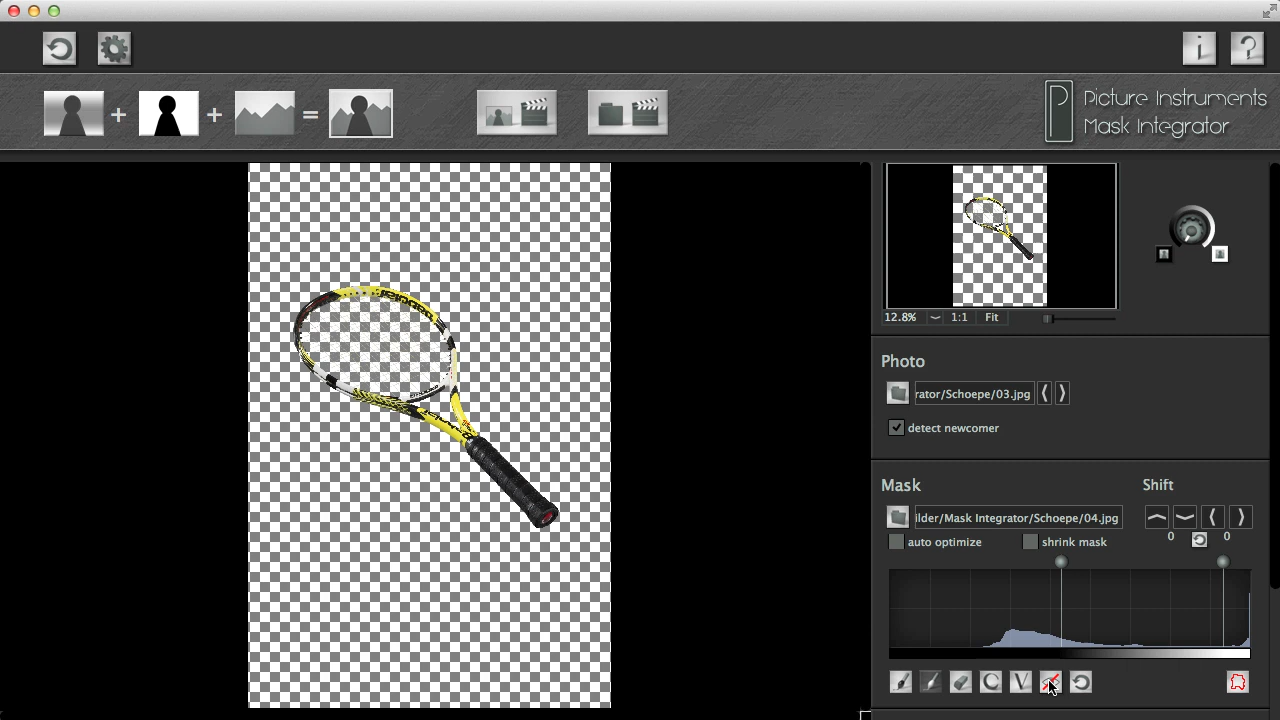 Picture Instruments
Mask Integrator
12.8%
1:1
Fit
Photo
rator/Schoepe/03.jpg
detect newcomer
Mask
Shift
ilder/Mask Integrator/Schoepe/04.jpg
0
0
auto optimize
shrink mask